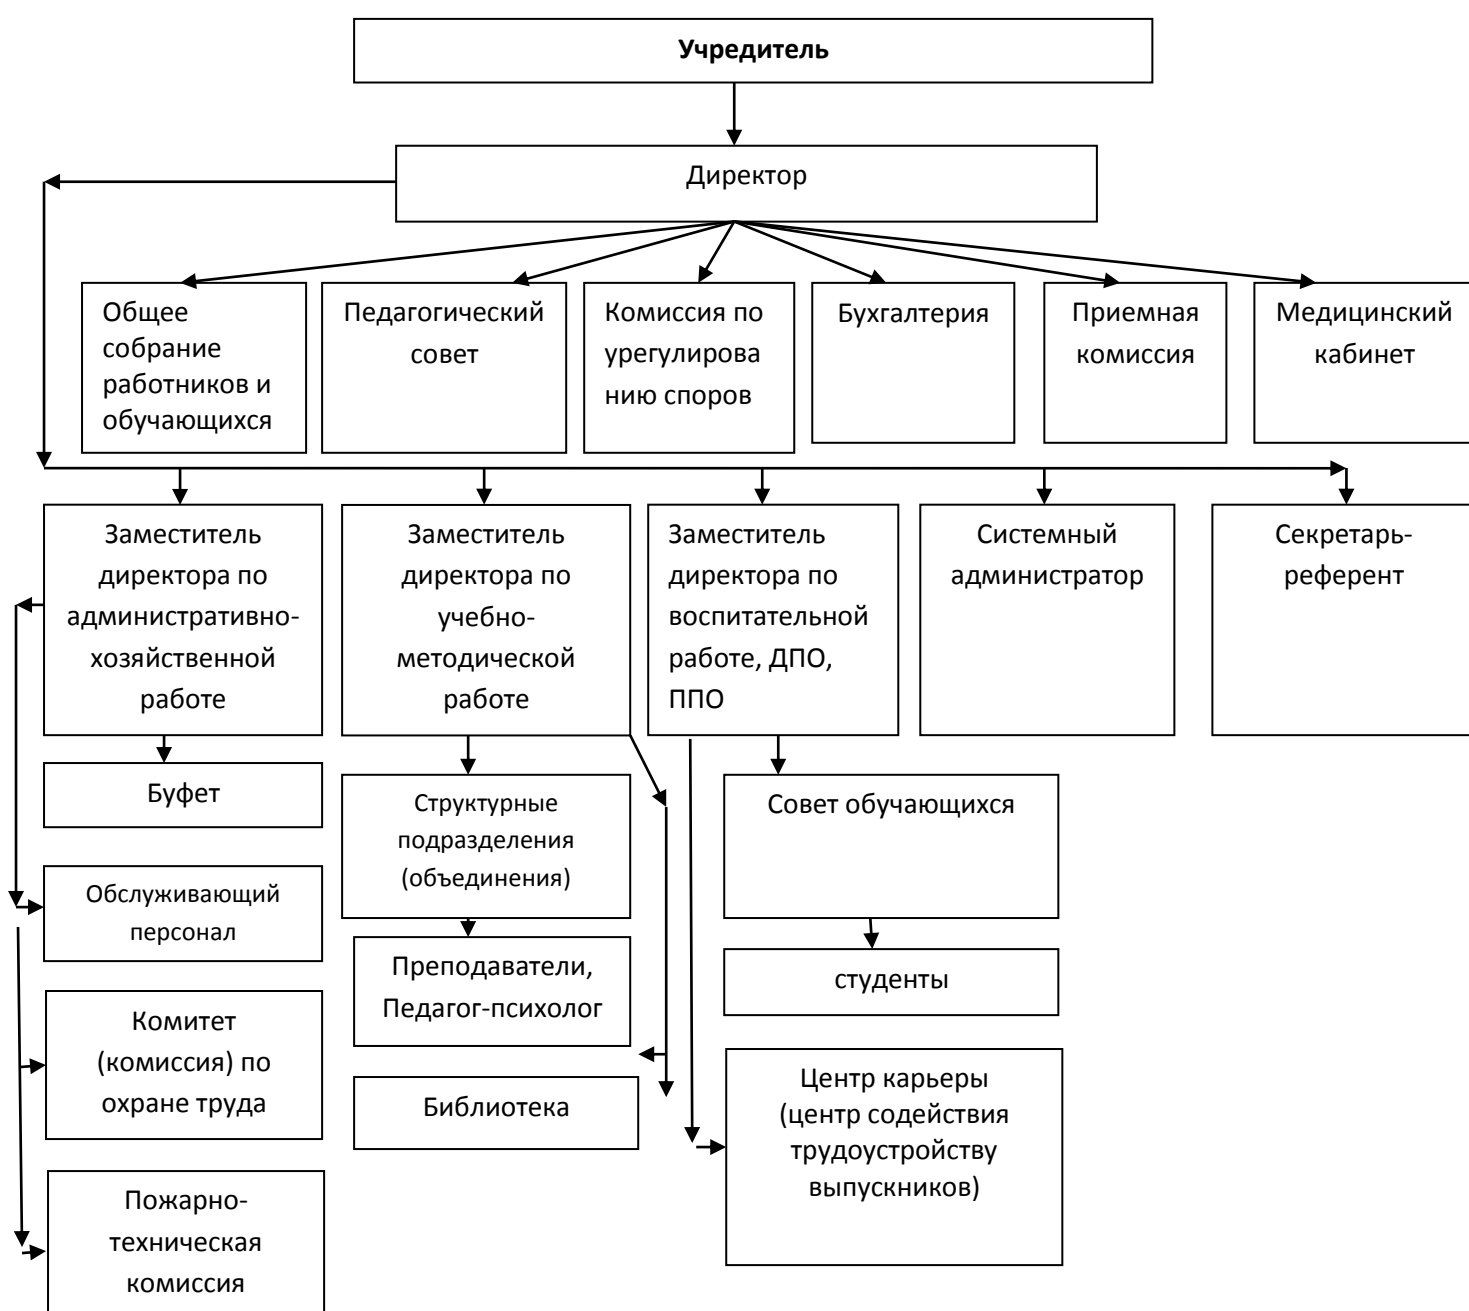 Учредитель
Директор
Общее
собрание
работников и
обучающихся
Педагогический
совет
Комиссия по
урегулирова
нию споров
Бухгалтерия
Приемная
комиссия
Медицинский
кабинет
Заместитель
директора по
административно-
хозяйственной
работе
Заместитель
директора по
учебно-
методической
работе
Заместитель
директора по
воспитательной
работе, ДПО,
ППО
Системный
администратор
Секретарь-
референт
Буфет
Структурные
подразделения
(объединения)
Совет обучающихся
Обслуживающий
персонал
Преподаватели,
Педагог-психолог
студенты
Комитет
(комиссия) по
охране труда
Библиотека
Центр карьеры
(центр содействия
трудоустройству
выпускников)
Пожарно-
техническая
комиссия